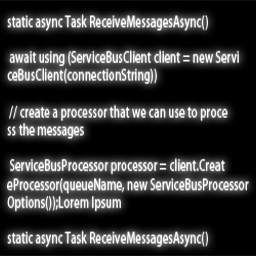 static async Task ReceiveMessagesAsync()
await using (ServiceBusClient client = new Servi
ceBusClient(connectionString))
// create a processor that we can use to proce
ss the messages
ServiceBusProcessor processor = client.Creat
eProcessor(queueName, new ServiceBusProcessor
Options());Lorem Ipsum
static async Task ReceiveMessagesAsync()